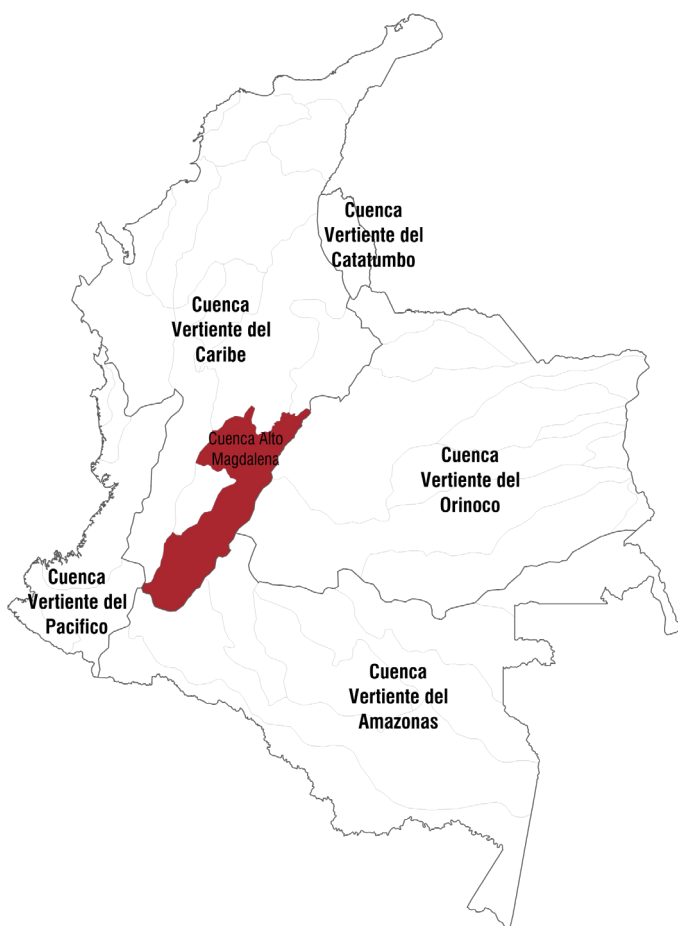 Cuenca
Vertiente del
Catatumbo
Cuenca
Vertiente del
Caribe
Cuenca Alto
Magdalena
Cuenca
Vertiente del
Orinoco
Cuenca
Vertiente del
Pacifico
Cuenca
Vertiente del
Amazonas